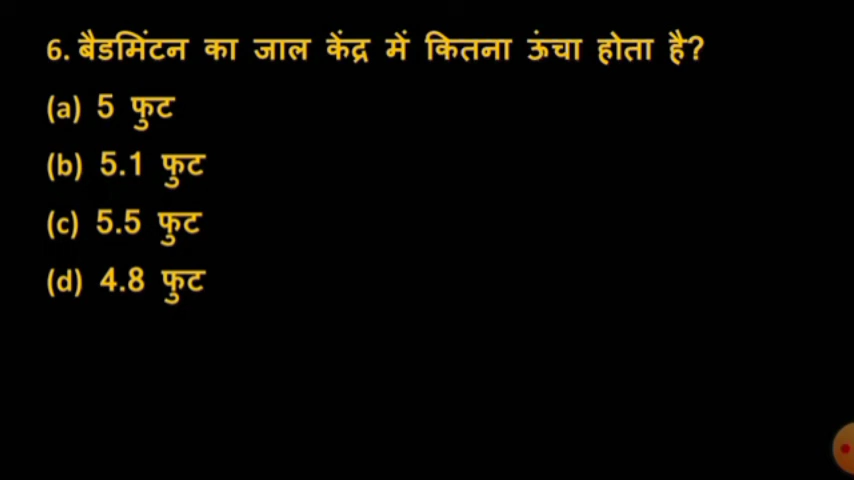 6. बैडमिंटन का जाल केंद्र में कितना ऊंचा होता है?
(a) 5 फुट
(b) 5.1 फुट
(c) 5.5 फुट
(d) 4.8 फुट